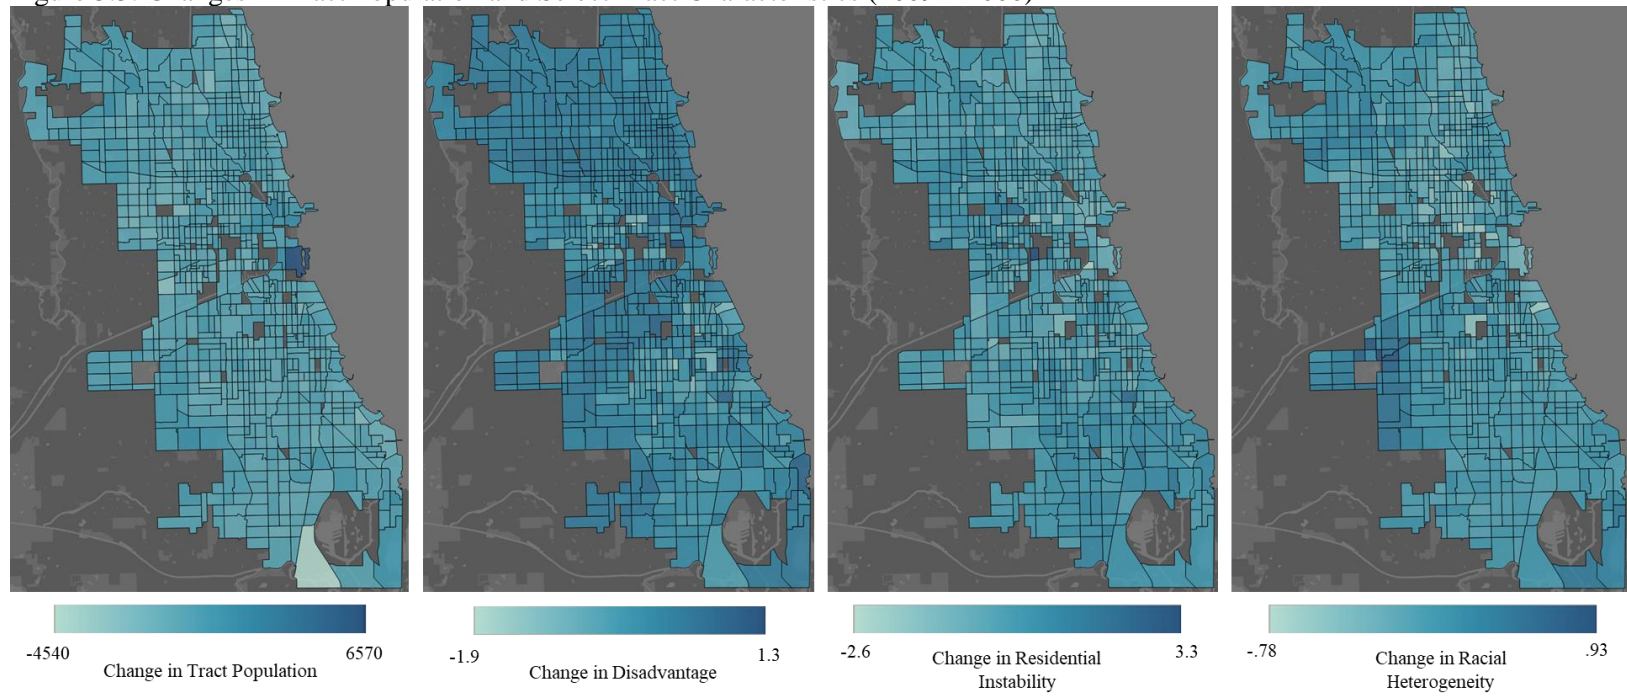 -4540
6570
Change in Tract Population
-1.9
1.3
Change in Disadvantage
-2.6
3.3
Change in Residential
Instability
-.78
.93
Change in Racial
Heterogeneity